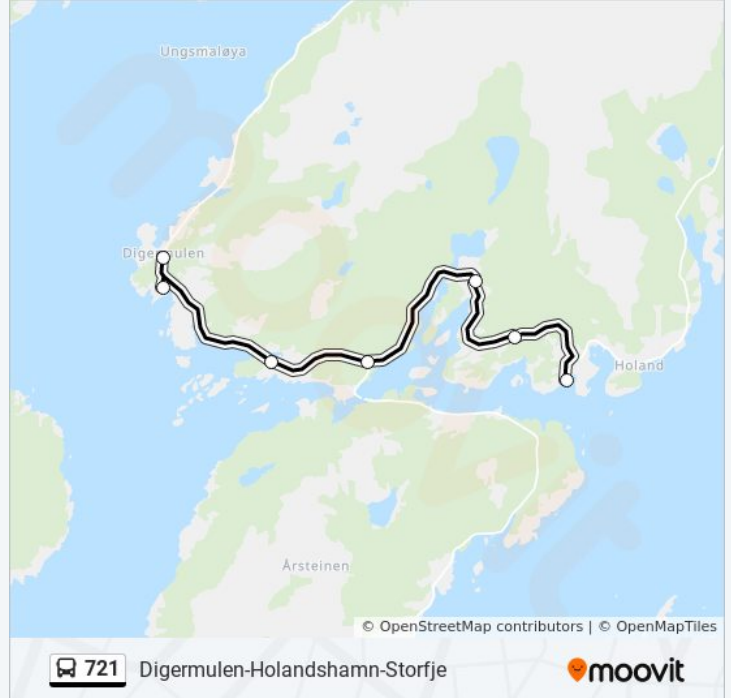 Ungsmaløya
Digermulen
Holand
Årsteinen
© OpenStreetMap contributors | © OpenMapTiles
721 Digermulen-Holandshamn-Storfje
moovit